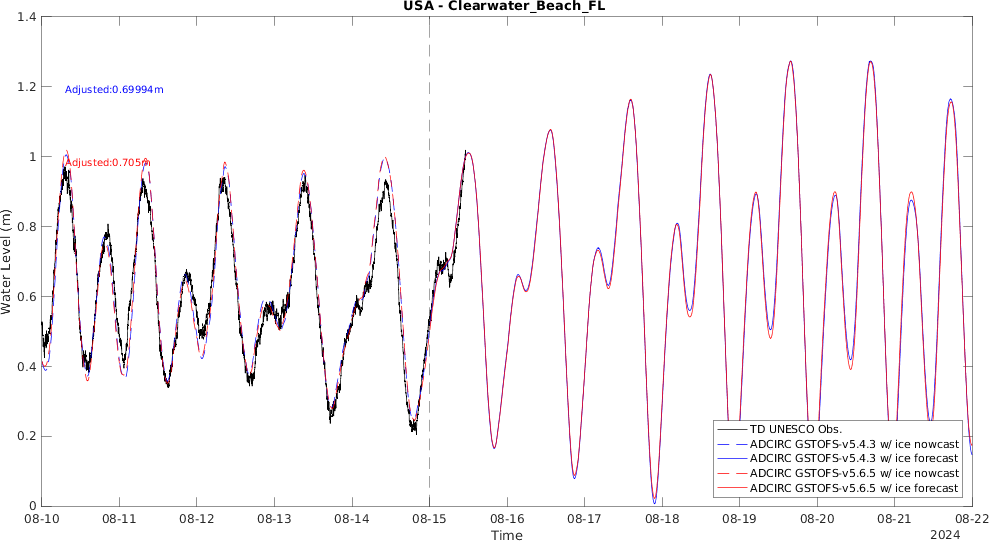 USA - Clearwater_Beach_FL
1.4
1.2
1
0.8
0.6
0.4
0.2
0
Water Level (m)
Adjusted:0.69994m
Adjusted:0.705m
TD UNESCO Obs.
ADCIRC GSTOFS-v5.4.3 w/ ice nowcast
ADCIRC GSTOFS-v5.4.3 w/ ice forecast
ADCIRC GSTOFS-v5.6.5 w/ ice nowcast
ADCIRC GSTOFS-v5.6.5 w/ ice forecast
08-10 08-11 08-12 08-13 08-14 08-15 08-16 08-17 08-18 08-19 08-20 08-21 08-22
Time
2024